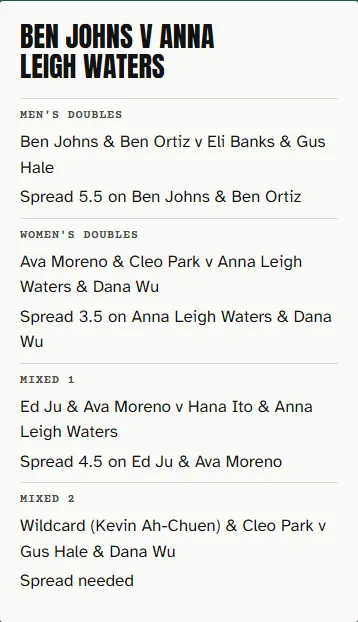 BEN JOHNS V ANNA
LEIGH WATERS
MEN'S DOUBLES
Ben Johns & Ben Ortiz v Eli Banks & Gus
Hale
Spread 5.5 on Ben Johns & Ben Ortiz
WOMEN'S DOUBLES
Ava Moreno & Cleo Park v Anna Leigh
Waters & Dana Wu
Spread 3.5 on Anna Leigh Waters & Dana
Wu
MIXED 1
Ed Ju & Ava Moreno v Hana Ito & Anna
Leigh Waters
Spread 4.5 on Ed Ju & Ava Moreno
MIXED 2
Wildcard (Kevin Ah-Chuen) & Cleo Park v
Gus Hale & Dana Wu
Spread needed